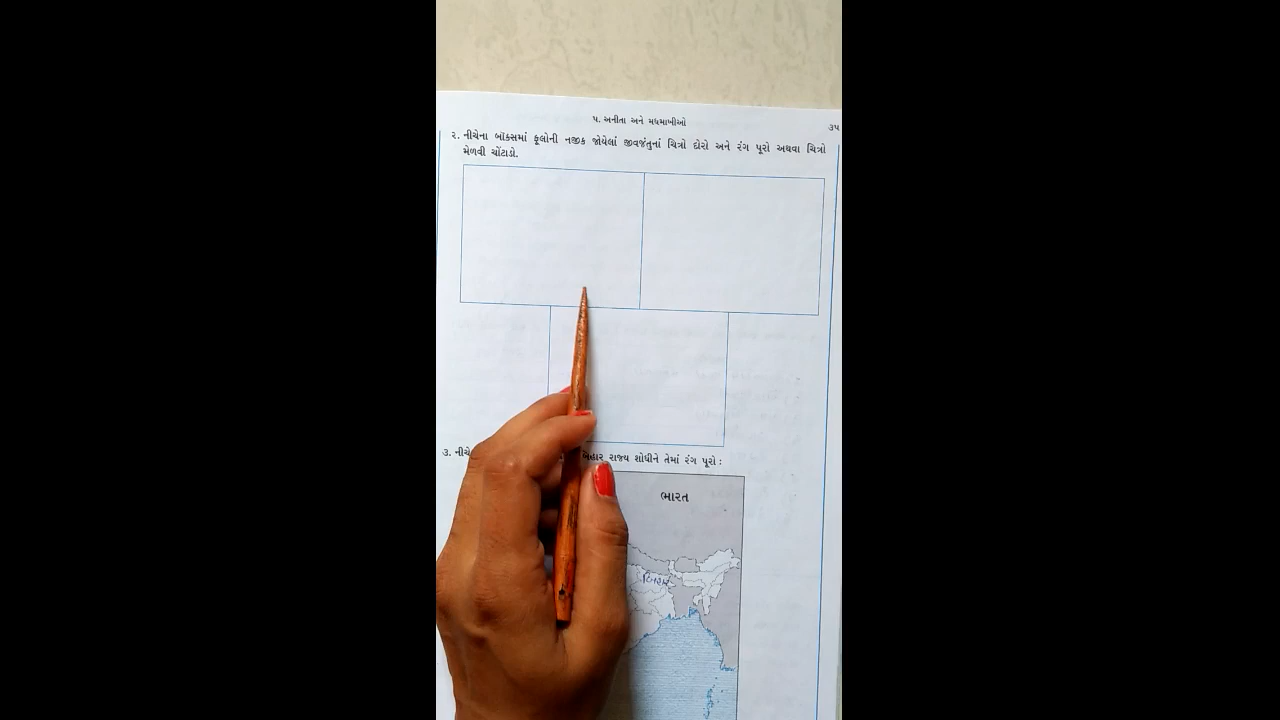 ૫. અનીતા અને મધમાખીઓ
૩૫
૨. નીચેના બૉક્સમાં ફૂલોની નજીક જોયેલાં જીવજંતુનાં ચિત્રો દોરો અને રંગ પૂરો અથવા ચિત્રો
મેળવી ચોંટાડો.
૩. નીચે બિહાર રાજ્ય શોધીને તેમાં રંગ પૂરો :
ભારત
બિહાર